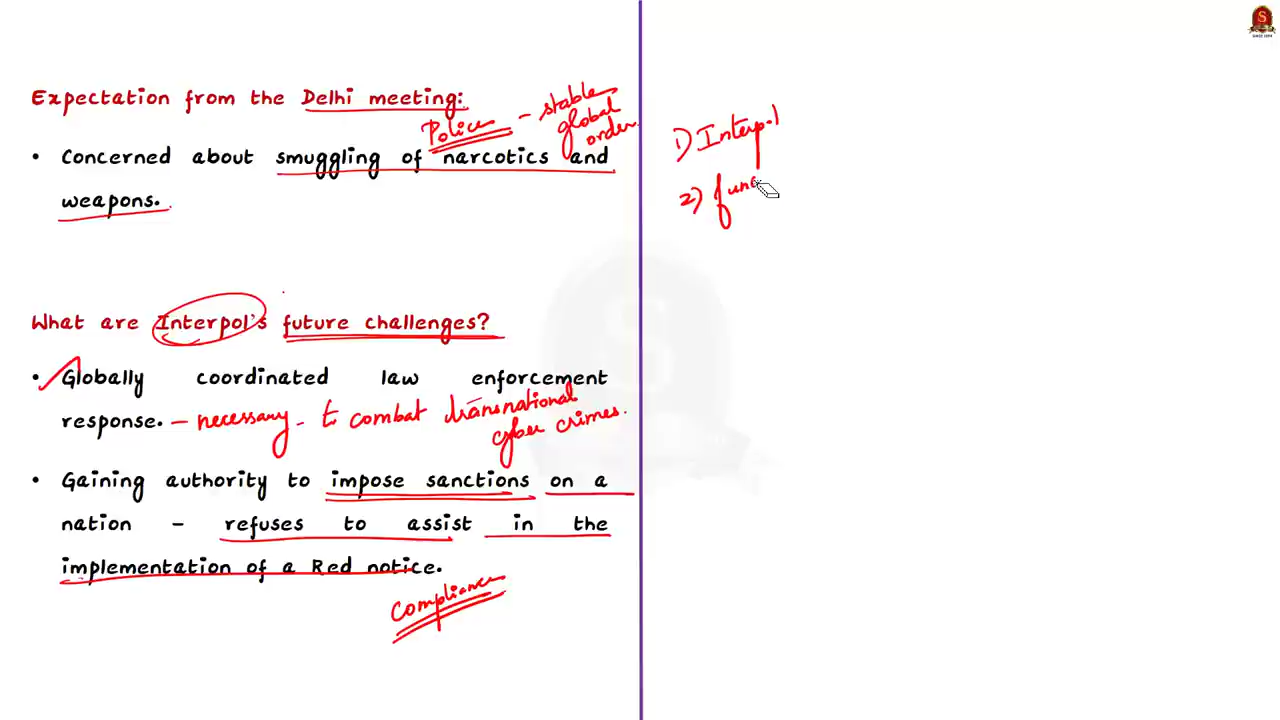 Expectation from the Delhi meeting:
Police - stable
global
order
• Concerned about smuggling of narcotics and
weapons.
What are Interpol's future challenges?
• Globally coordinated law enforcement
response. - necessary - to combat transnational
cyber crimes.
• Gaining authority to impose sanctions on a
nation – refuses to assist in the
implementation of a Red notice.
Compliance
1) Interpol
2) func
S